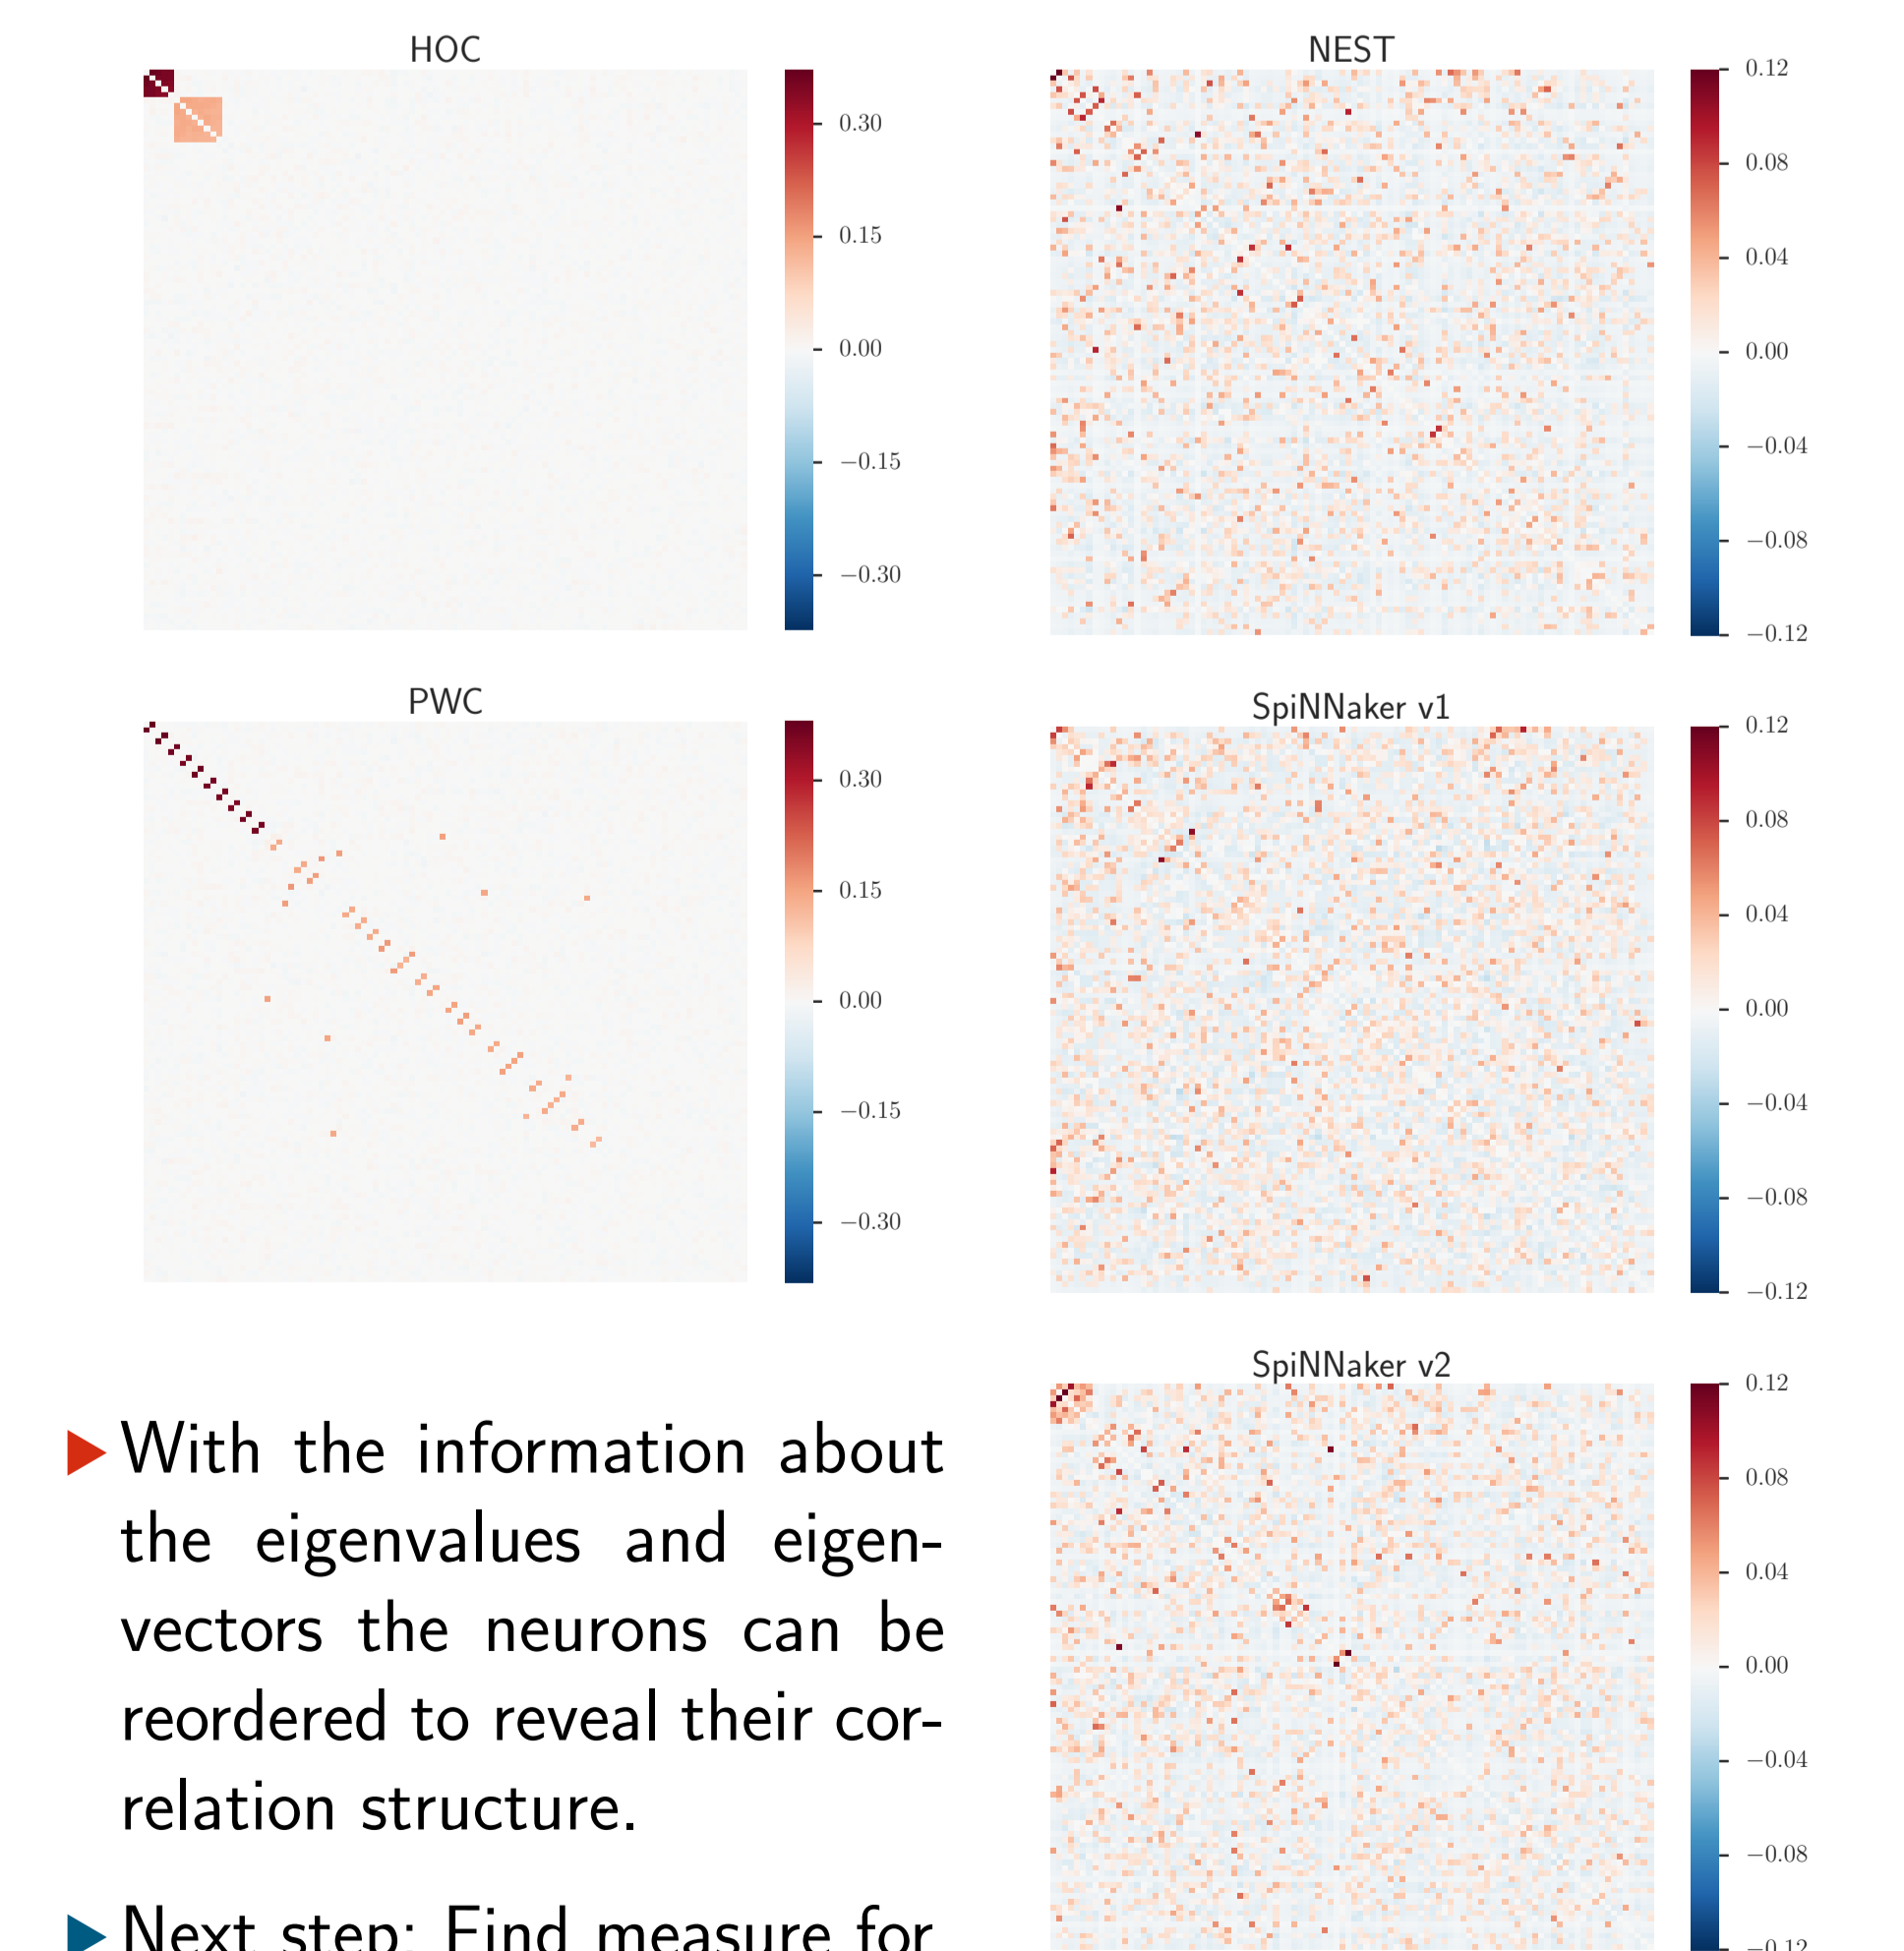 HOC
0.30
0.15
0.00
−0.15
−0.30
NEST
0.12
0.08
0.04
0.00
−0.04
−0.08
−0.12
PWC
0.30
0.15
0.00
−0.15
−0.30
SpiNNaker v1
0.12
0.08
0.04
0.00
−0.04
−0.08
−0.12
With the information about
the eigenvalues and eigen-
vectors the neurons can be
reordered to reveal their cor-
relation structure.
Next step: Find measure for
SpiNNaker v2
0.12
0.08
0.04
0.00
−0.04
−0.08
−0.12